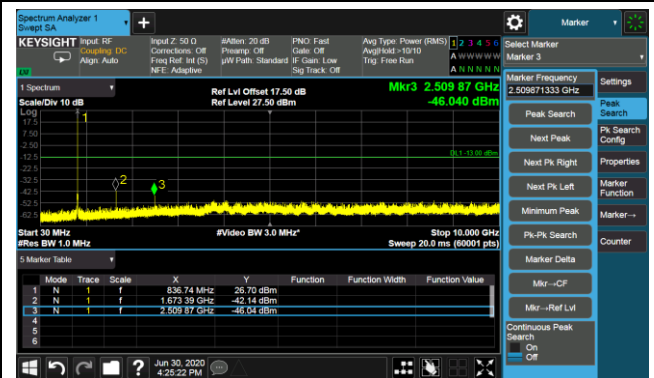 Spectrum Analyzer 1
Swept SA
+
Marker
KEYSIGHT
Input: RF
Coupling: DC
Align: Auto
Input Z: 50 Ω
Corrections: Off
Freq Ref: Int (S)
NFE: Adaptive
#Atten: 20 dB
Preamp: Off
µW Path: Standard
PNO: Fast
Gate: Off
IF Gain: Low
Sig Track: Off
Avg Type: Power (RMS)
Avg|Hold:>10/10
Trig: Free Run
1 2 3 4 5 6
A W W W W W
A N N N N N
Select Marker
Marker 3
1 Spectrum
Scale/Div 10 dB
Log
Ref Lvl Offset 17.50 dB
Ref Level 27.50 dBm
Mkr3 2.509 87 GHz
-46.040 dBm
17.5
7.50
-2.50
-12.5
-22.5
-32.5
-42.5
-52.5
-62.5
1
2
3
DL1 -13.00 dBm
Start 30 MHz
#Res BW 1.0 MHz
#Video BW 3.0 MHz*
Stop 10.000 GHz
Sweep 20.0 ms (60001 pts)
5 Marker Table
Mode Trace Scale X Y Function Function Width Function Value
1 N 1 f 836.74 MHz 26.70 dBm
2 N 1 f 1.673 39 GHz -42.14 dBm
3 N 1 f 2.509 87 GHz -46.04 dBm
4
5
6
Marker Frequency
2.509871333 GHz
Peak Search
Next Peak
Next Pk Right
Next Pk Left
Minimum Peak
Pk-Pk Search
Marker Delta
Mkr→CF
Mkr→Ref Lvl
Continuous Peak
Search
On
Off
Settings
Peak
Search
Pk Search
Config
Properties
Marker
Function
Marker→
Counter
?
Jun 30, 2020
4:25:22 PM